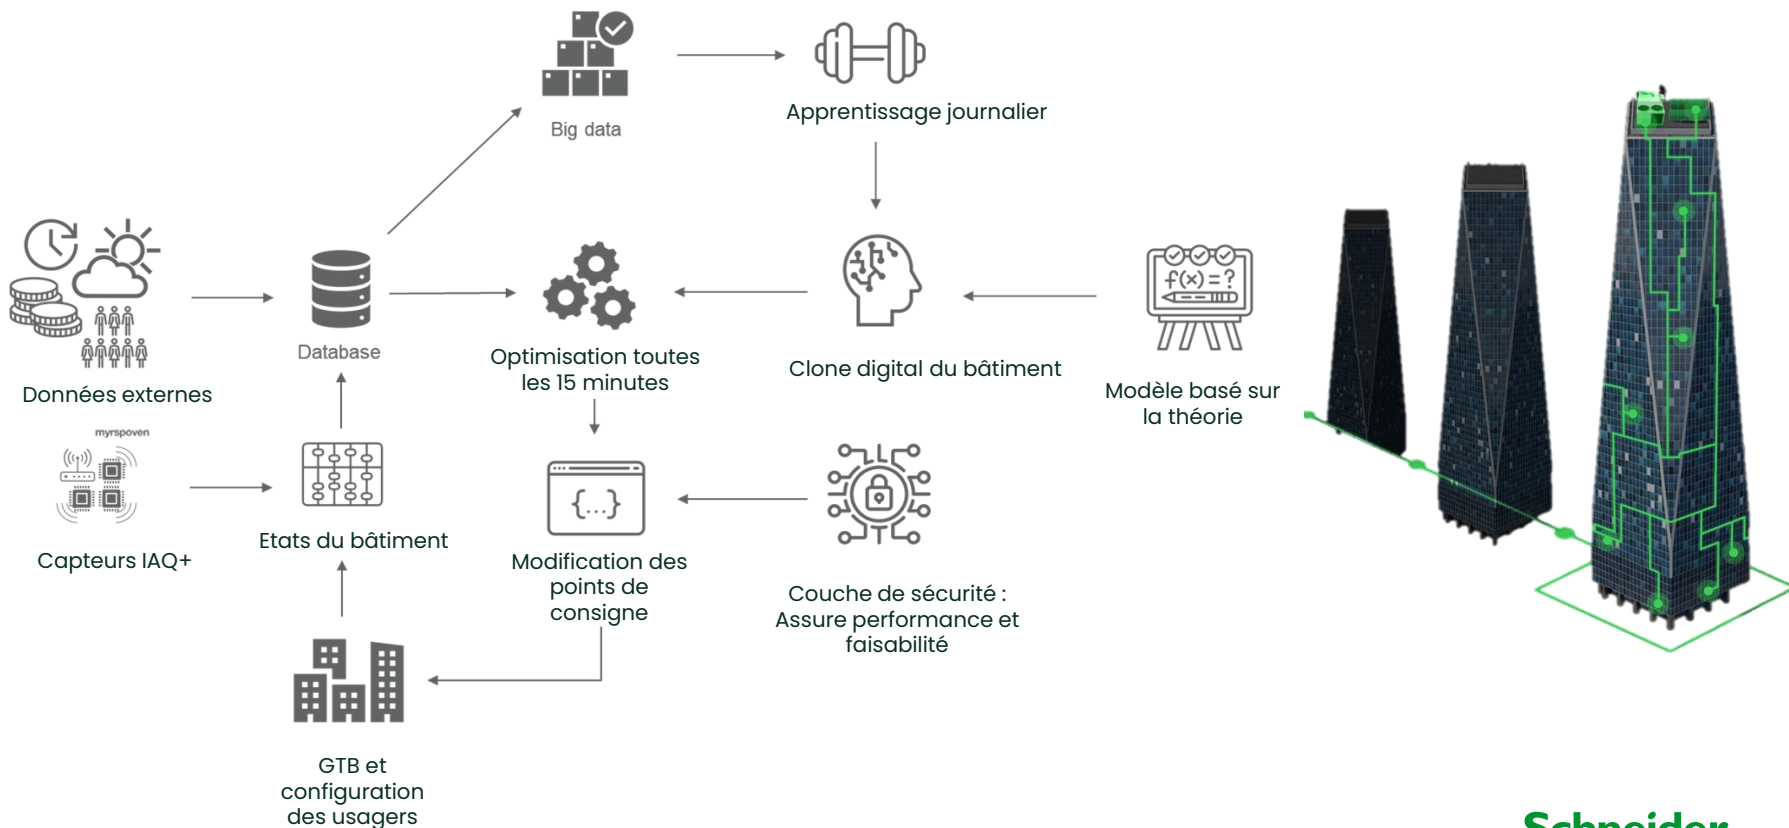 Big data
Apprentissage journalier
f(x)=?
Database
Données externes
Optimisation toutes
les 15 minutes
Clone digital du bâtiment
Modèle basé sur
la théorie
myrspoven
{...}
Capteurs IAQ+
Etats du bâtiment
Modification des
points de
consigne
Couche de sécurité :
Assure performance et
faisabilité
GTB et
configuration
des usagers
Schneider